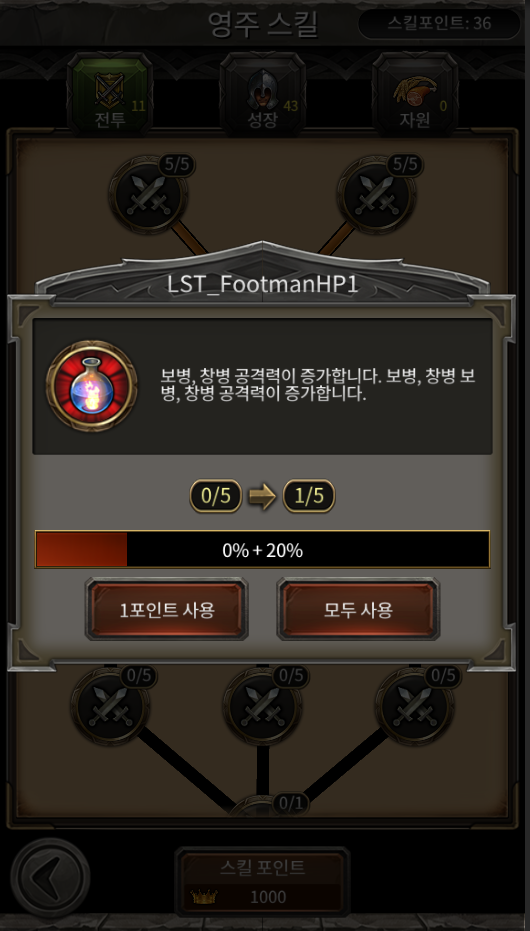 영주 스킬
스킬포인트: 36
11
43
0
전투
성장
자원
5/5
5/5
LST_FootmanHP1
보병, 창병 공격력이 증가합니다. 보병, 창병 보
병, 창병 공격력이 증가합니다.
0/5
1/5
0% + 20%
1포인트 사용
모두 사용
0/5
0/5
0/5
0/1
스킬 포인트
1000